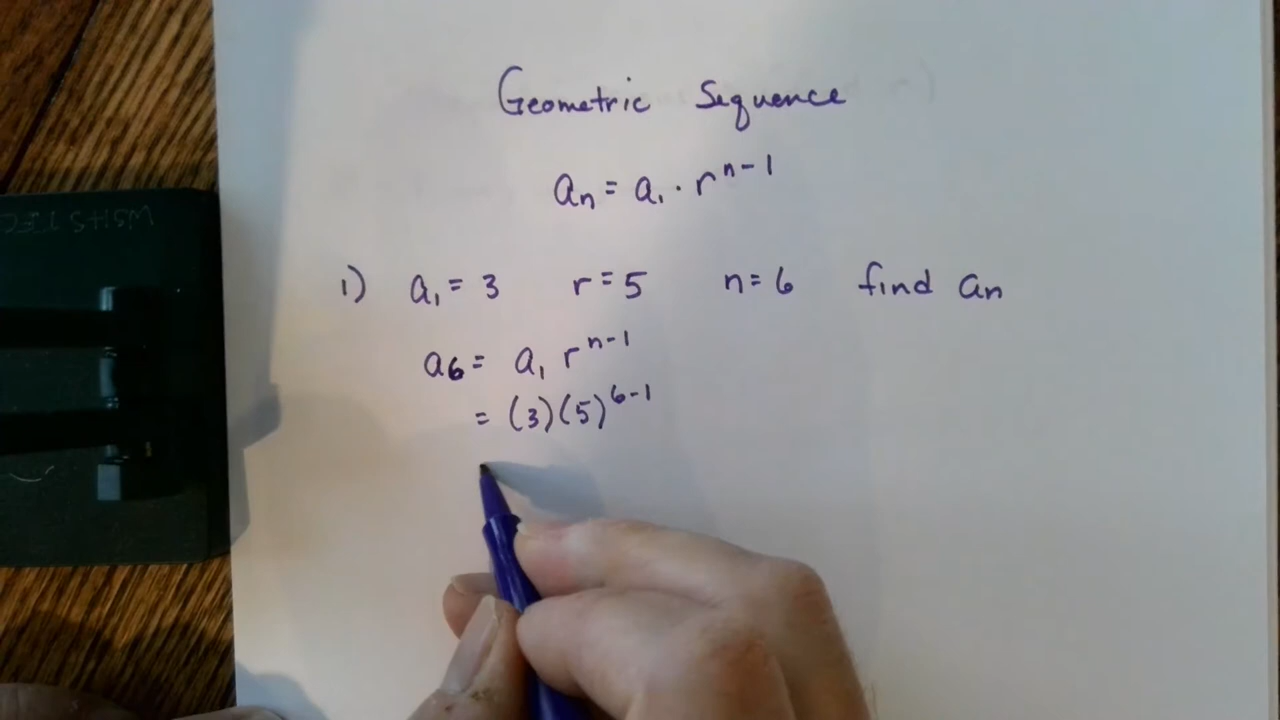 Geometric Sequence
aₙ = a₁ · rⁿ⁻¹
1) a₁ = 3 r = 5 n = 6 find aₙ
a₆ = a₁ rⁿ⁻¹
= (3)(5)⁶⁻¹